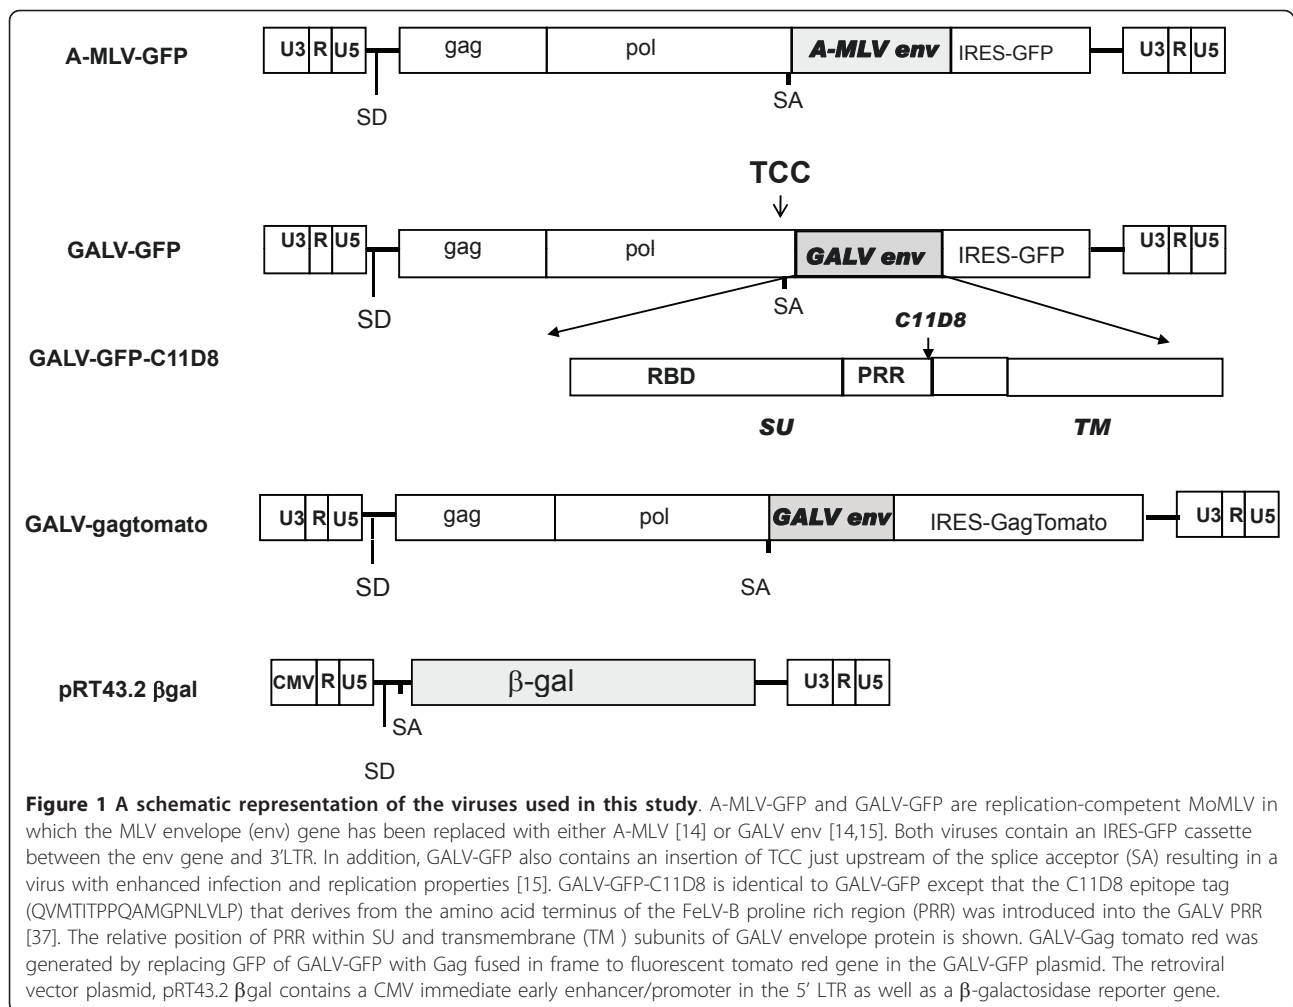 A-MLV-GFP
U3 R U5 gag pol A-MLV env IRES-GFP U3 R U5
SD SA
TCC
GALV-GFP
U3 R U5 gag pol GALV env IRES-GFP U3 R U5
SD SA
C11D8
GALV-GFP-C11D8
RBD PRR
SU TM
GALV-gagtomato
U3 R U5 gag pol GALV env IRES-GagTomato U3 R U5
SD SA
pRT43.2 βgal
CMV R U5 β-gal U3 R U5
SA
SD
Figure 1 A schematic representation of the viruses used in this study. A-MLV-GFP and GALV-GFP are replication-competent MoMLV in
which the MLV envelope (env) gene has been replaced with either A-MLV [14] or GALV env [14,15]. Both viruses contain an IRES-GFP cassette
between the env gene and 3'LTR. In addition, GALV-GFP also contains an insertion of TCC just upstream of the splice acceptor (SA) resulting in a
virus with enhanced infection and replication properties [15]. GALV-GFP-C11D8 is identical to GALV-GFP except that the C11D8 epitope tag
(QVMTITPPQAMGPNLVLP) that derives from the amino acid terminus of the FeLV-B proline rich region (PRR) was introduced into the GALV PRR
[37]. The relative position of PRR within SU and transmembrane (TM ) subunits of GALV envelope protein is shown. GALV-Gag tomato red was
generated by replacing GFP of GALV-GFP with Gag fused in frame to fluorescent tomato red gene in the GALV-GFP plasmid. The retroviral
vector plasmid, pRT43.2 βgal contains a CMV immediate early enhancer/promoter in the 5' LTR as well as a β-galactosidase reporter gene.